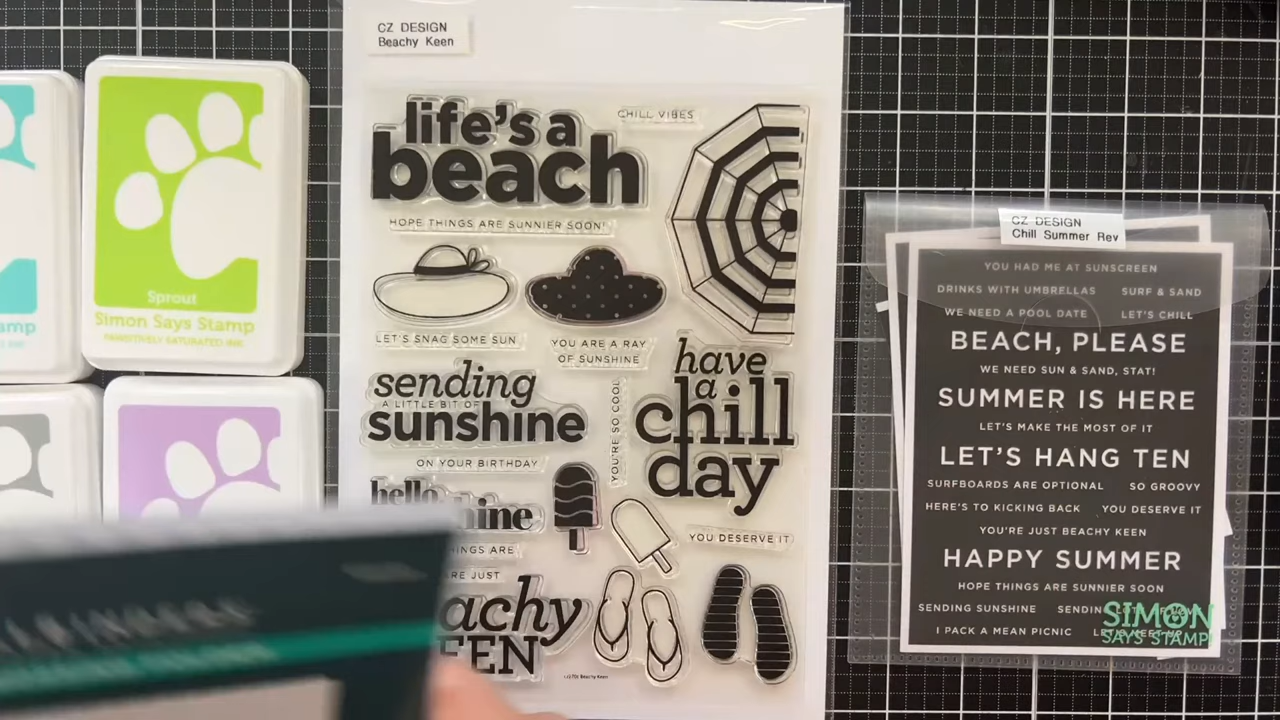 CZ DESIGN
Beachy Keen
life's a
beach
CHILL VIBES
HOPE THINGS ARE SUNNIER SOON!
LET'S SNAG SOME SUN
YOU ARE A RAY
OF SUNSHINE
sending
A LITTLE BIT OF
sunshine
YOU'RE SO COOL
have
a
chill
day
ON YOUR BIRTHDAY
hello
YOU DESERVE IT
Sprout
Simon Says Stamp
PAWSITIVELY SATURATED INK
CZ DESIGN
Chill Summer Rev
YOU HAD ME AT SUNSCREEN
DRINKS WITH UMBRELLAS SURF & SAND
WE NEED A POOL DATE LET'S CHILL
BEACH, PLEASE
WE NEED SUN & SAND, STAT!
SUMMER IS HERE
LET'S MAKE THE MOST OF IT
LET'S HANG TEN
SURFBOARDS ARE OPTIONAL SO GROOVY
HERE'S TO KICKING BACK YOU DESERVE IT
YOU'RE JUST BEACHY KEEN
HAPPY SUMMER
HOPE THINGS ARE SUNNIER SOON
SENDING SUNSHINE SENDING
I PACK A MEAN PICNIC
SIMON
SAYS STAMP!